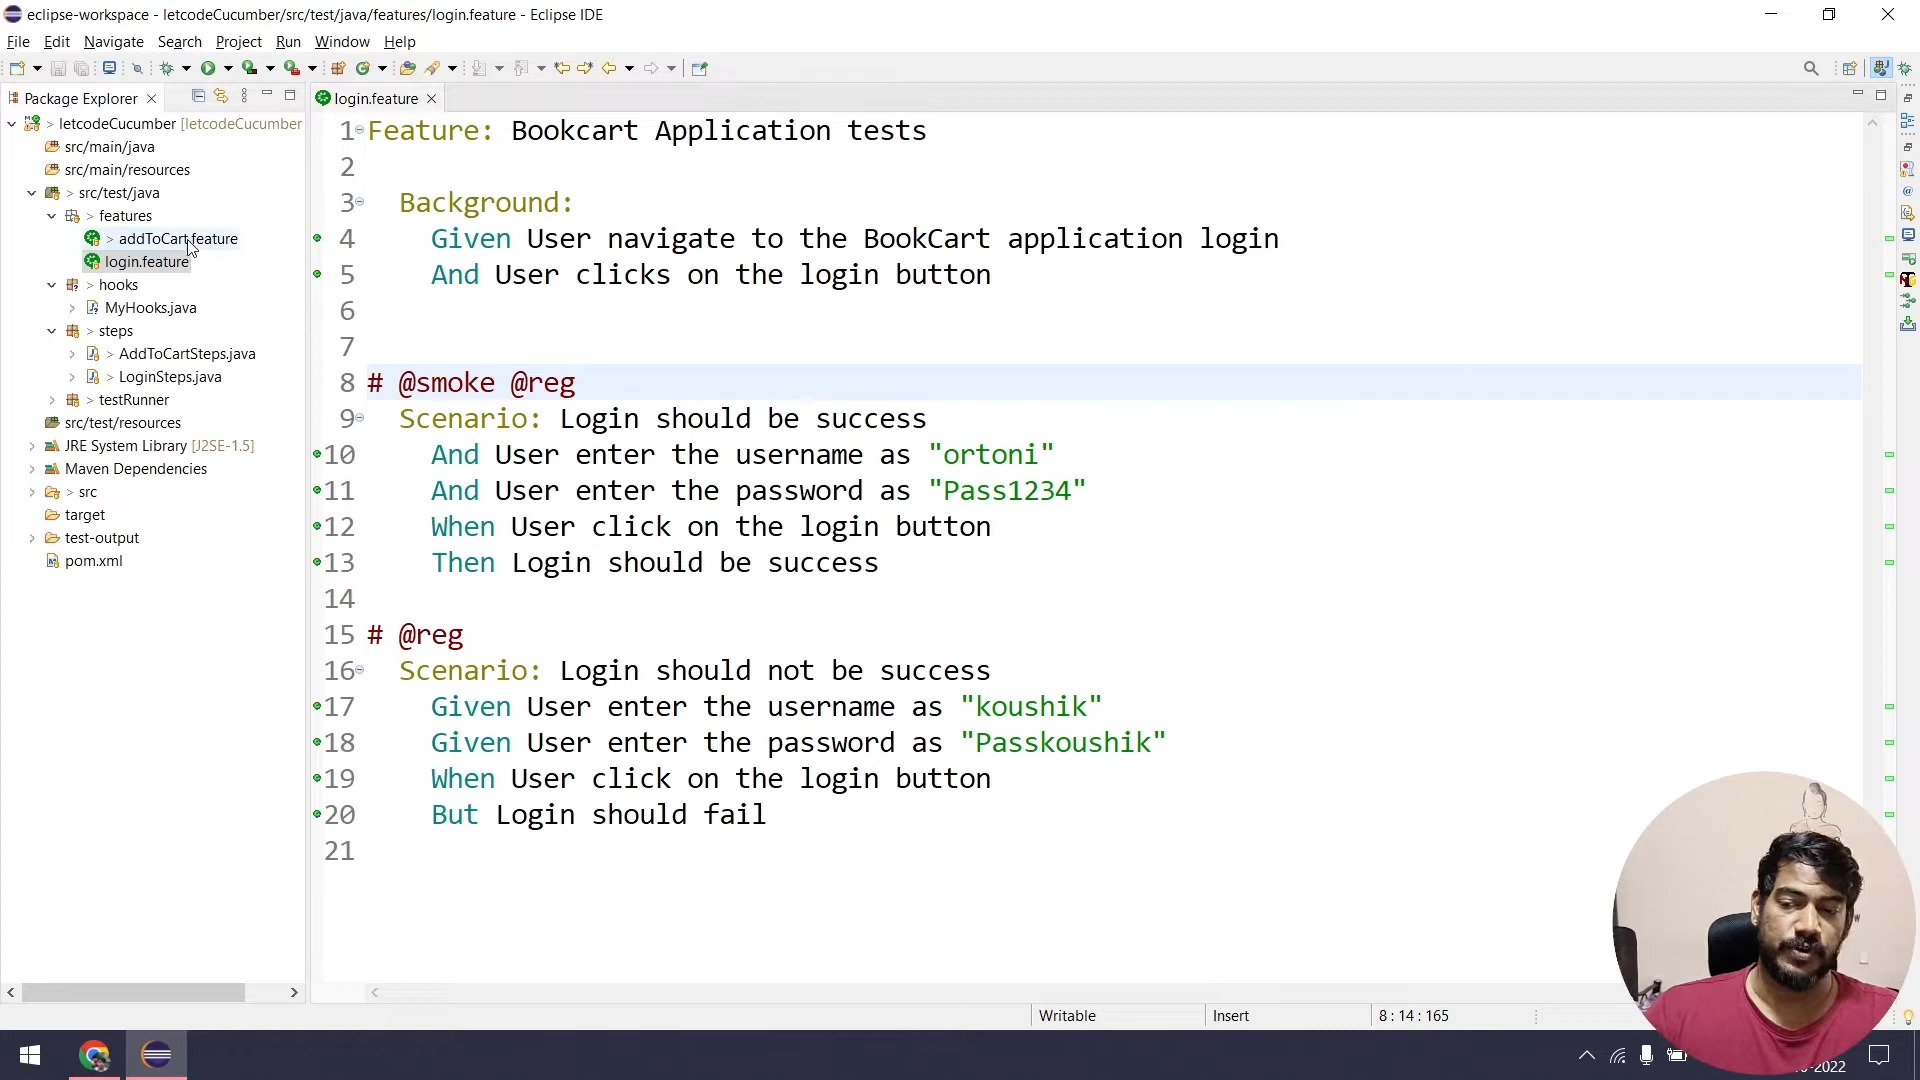 eclipse-workspace - letcodeCucumber/src/test/java/features/login.feature - Eclipse IDE
File Edit Navigate Search Project Run Window Help
Package Explorer
login.feature
> letcodeCucumber [letcodeCucumber
src/main/java
src/main/resources
> src/test/java
> features
> addToCart.feature
login.feature
> hooks
MyHooks.java
> steps
> AddToCartSteps.java
> LoginSteps.java
> testRunner
src/test/resources
JRE System Library [J2SE-1.5]
Maven Dependencies
> src
target
test-output
pom.xml
1 Feature: Bookcart Application tests
2
3 Background:
4 Given User navigate to the BookCart application login
5 And User clicks on the login button
6
7
8 # @smoke @reg
9 Scenario: Login should be success
10 And User enter the username as "ortoni"
11 And User enter the password as "Pass1234"
12 When User click on the login button
13 Then Login should be success
14
15 # @reg
16 Scenario: Login should not be success
17 Given User enter the username as "koushik"
18 Given User enter the password as "Passkoushik"
19 When User click on the login button
20 But Login should fail
21
Writable Insert 8 : 14 : 165
-2022